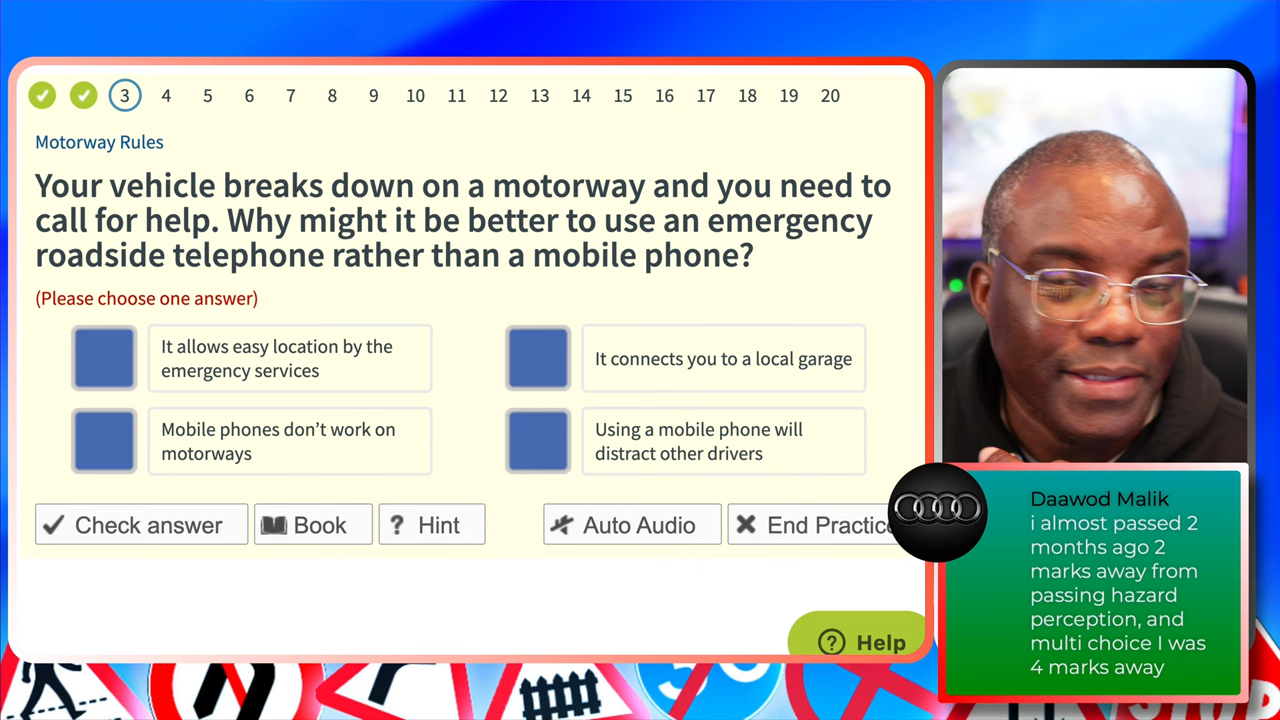 3 4 5 6 7 8 9 10 11 12 13 14 15 16 17 18 19 20
Motorway Rules
Your vehicle breaks down on a motorway and you need to
call for help. Why might it be better to use an emergency
roadside telephone rather than a mobile phone?
(Please choose one answer)
It allows easy location by the
emergency services
It connects you to a local garage
Mobile phones don’t work on
motorways
Using a mobile phone will
distract other drivers
Check answer
Book
? Hint
Auto Audio
End Practice
? Help
Daawod Malik
i almost passed 2
months ago 2
marks away from
passing hazard
perception, and
multi choice I was
4 marks away